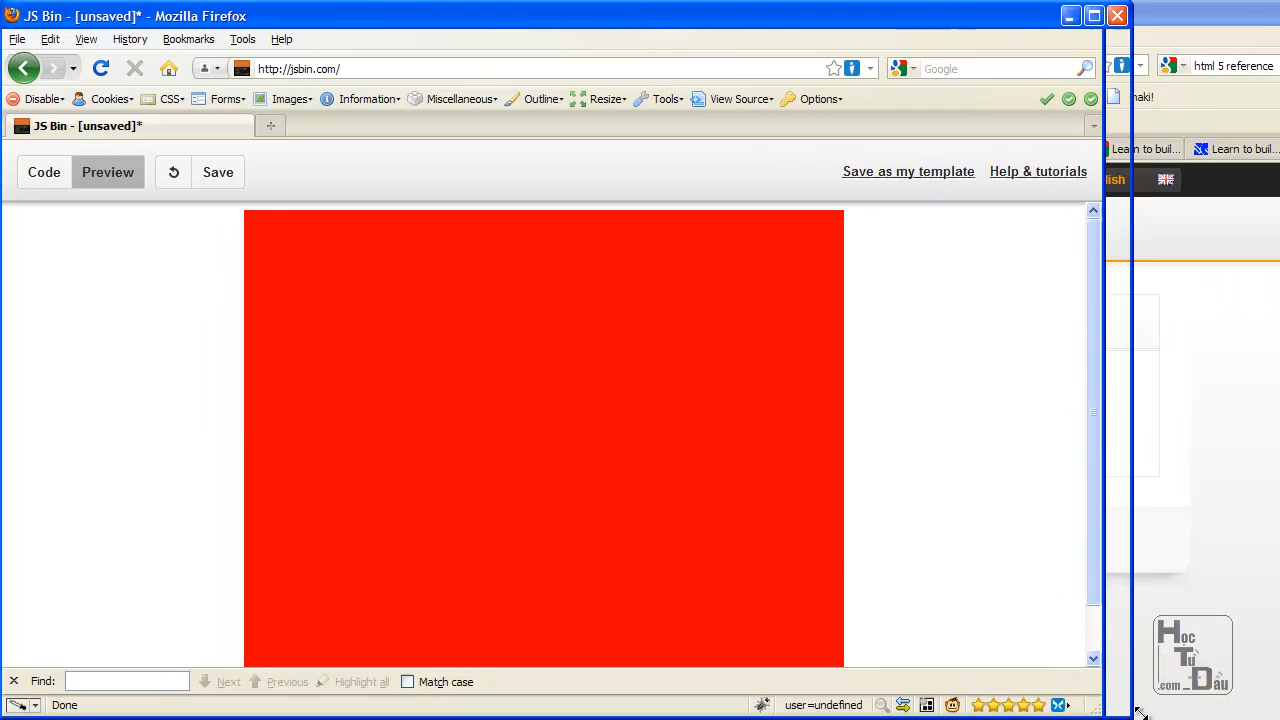 JS Bin - [unsaved]* - Mozilla Firefox
File Edit View History Bookmarks Tools Help
http://jsbin.com/ Google html 5 reference
Disable Cookies CSS Forms Images Information Miscellaneous Outline Resize Tools View Source Options naki!
JS Bin - [unsaved]*
Learn to buil... Learn to buil...
Code Preview Save Save as my template Help & tutorials lish
Hoc
Tu
.com_Dau
Find: Next Previous Highlight all Match case
Done user=undefined